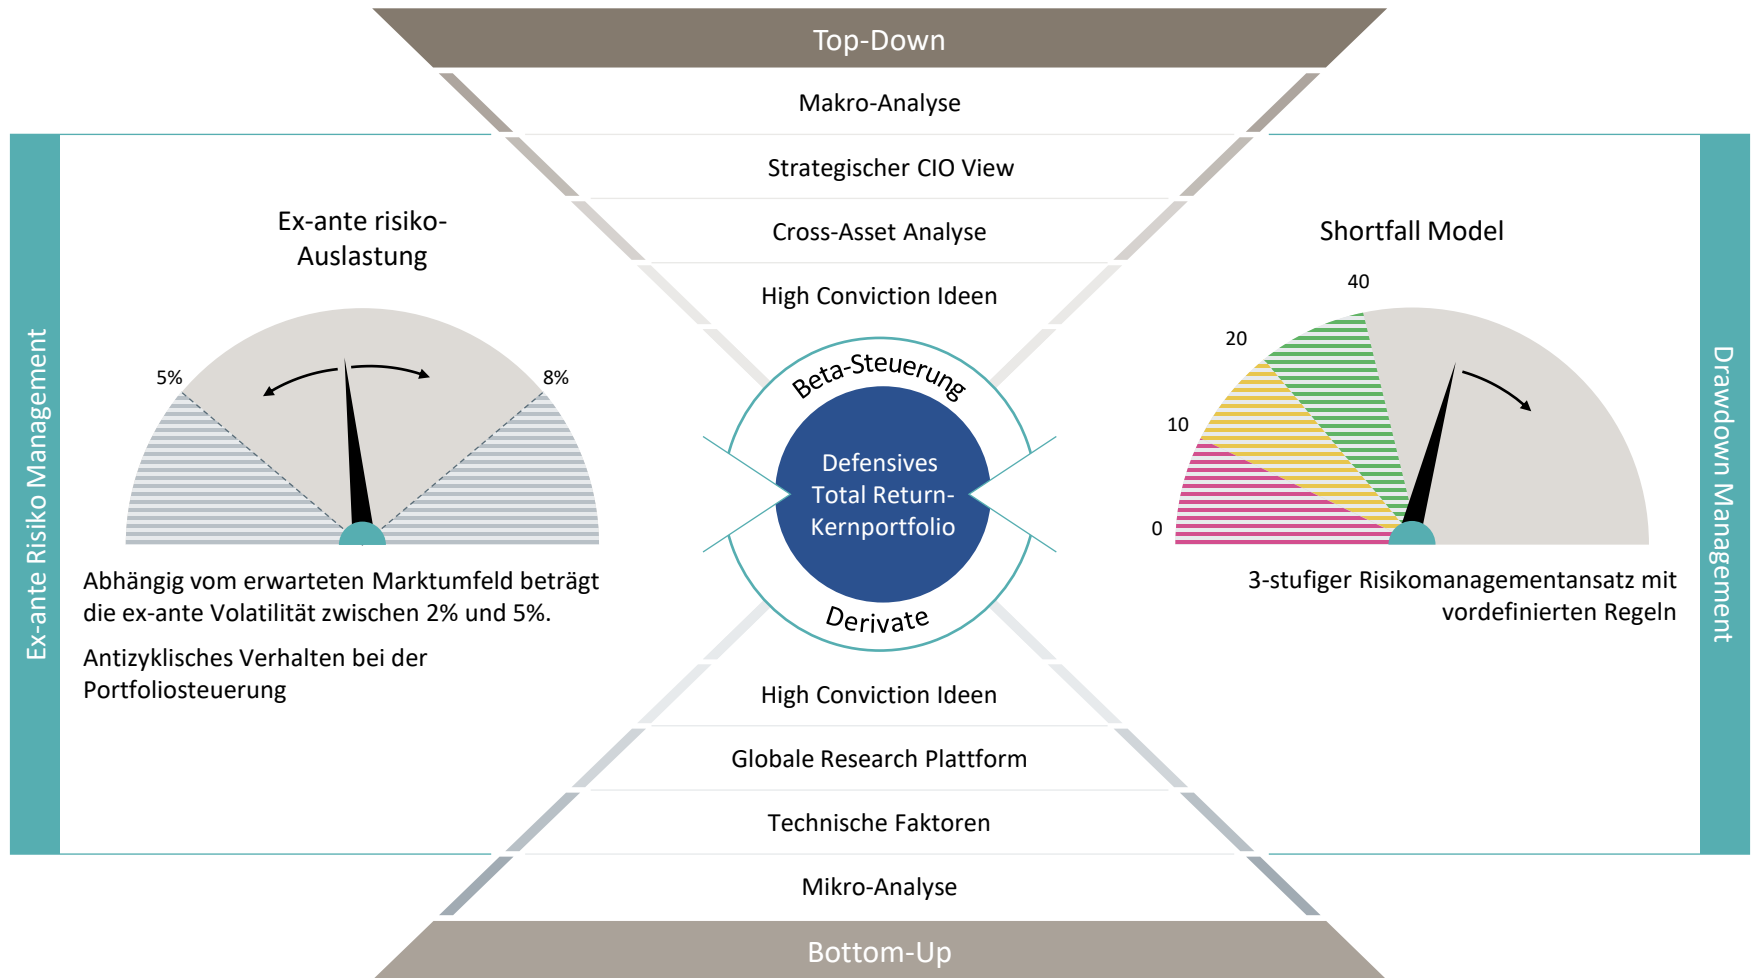 Top-Down
Makro-Analyse
Strategischer CIO View
Cross-Asset Analyse
High Conviction Ideen
Ex-ante Risiko Management
Ex-ante risiko-
Auslastung
5%
8%
Abhängig vom erwarteten Marktumfeld beträgt
die ex-ante Volatilität zwischen 2% und 5%.
Antizyklisches Verhalten bei der
Portfoliosteuerung
Beta-Steuerung
Defensives
Total Return-
Kernportfolio
Derivate
Shortfall Model
40
20
10
0
3-stufiger Risikomanagementansatz mit
vordefinierten Regeln
Drawdown Management
High Conviction Ideen
Globale Research Plattform
Technische Faktoren
Mikro-Analyse
Bottom-Up